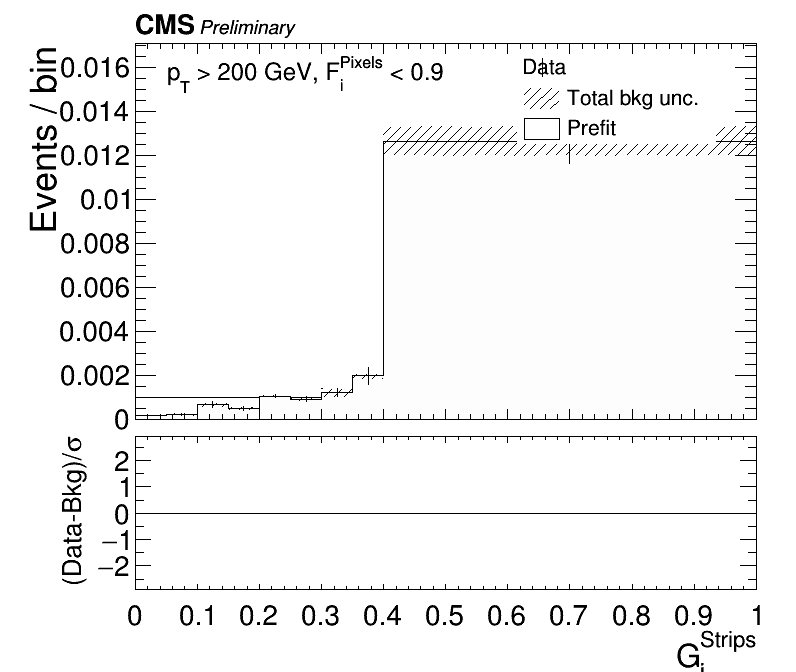 CMS Preliminary
p_T > 200 GeV, F_i^Pixels < 0.9
Data
Total bkg unc.
Prefit
Events / bin
0.016
0.014
0.012
0.01
0.008
0.006
0.004
0.002
0
(Data-Bkg)/σ
2
1
0
−1
−2
0 0.1 0.2 0.3 0.4 0.5 0.6 0.7 0.8 0.9 1
G_i^Strips